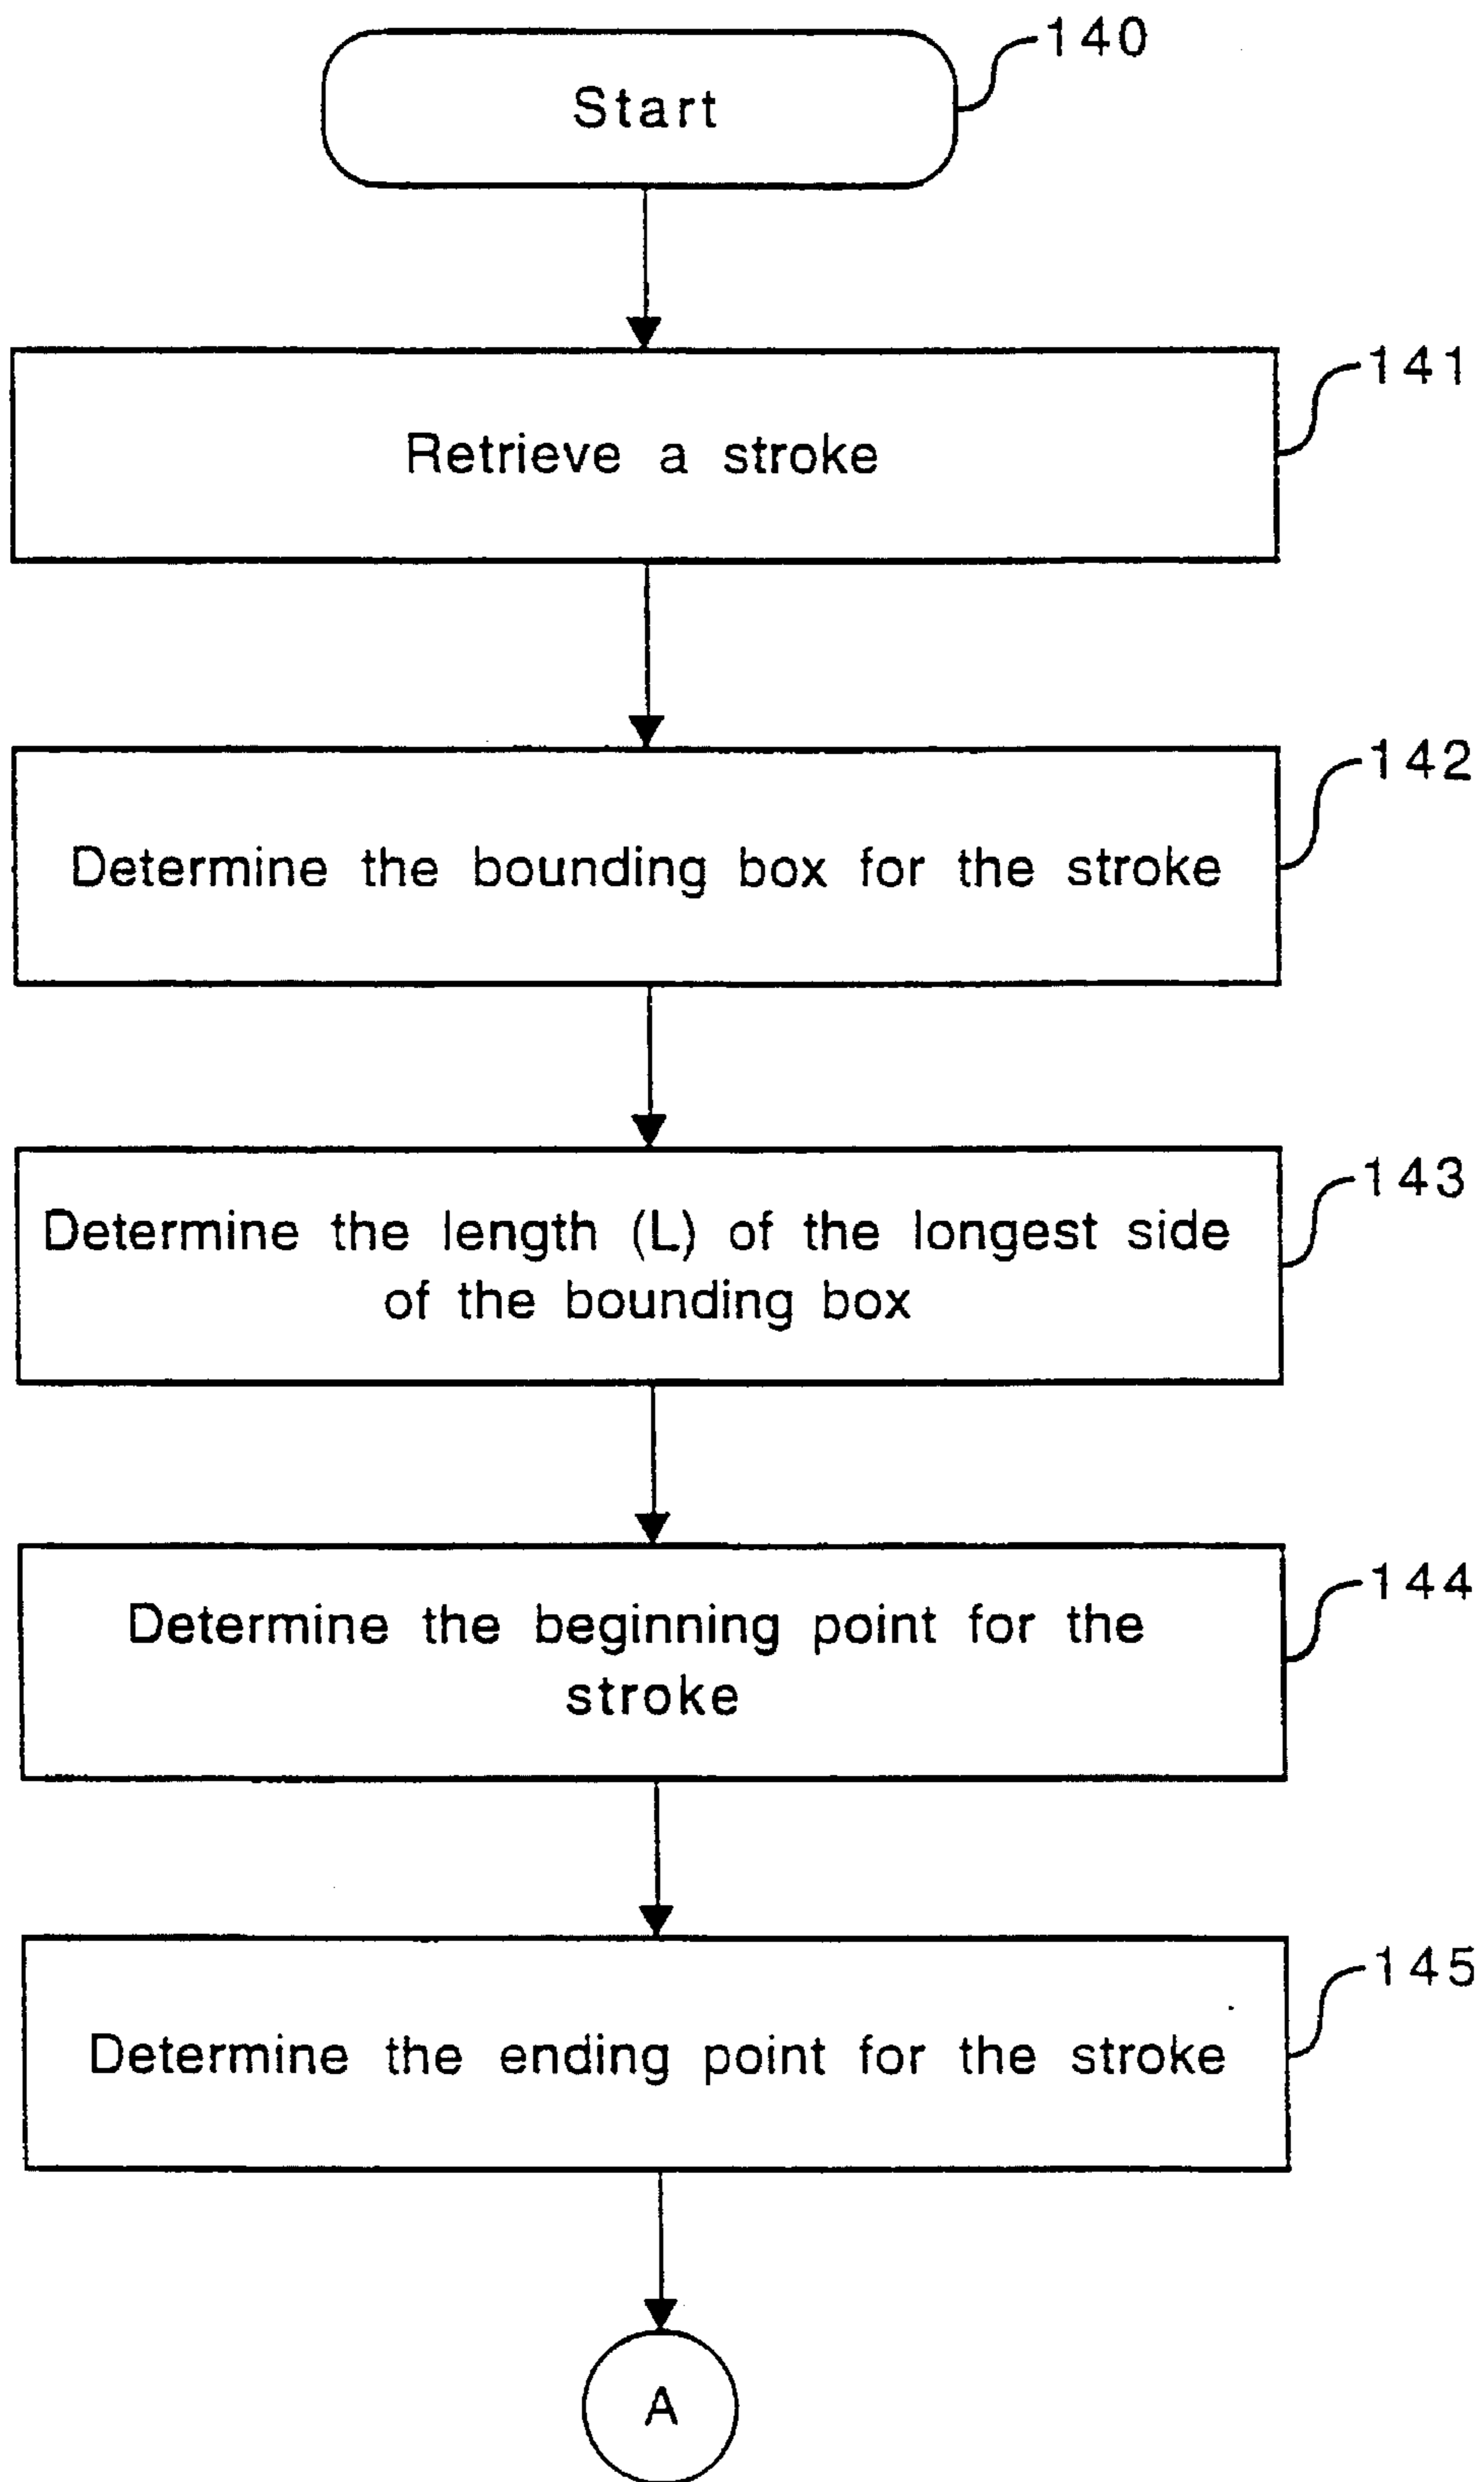 140
Start
141
Retrieve a stroke
142
Determine the bounding box for the stroke
143
Determine the length (L) of the longest side
of the bounding box
144
Determine the beginning point for the
stroke
145
Determine the ending point for the stroke
A